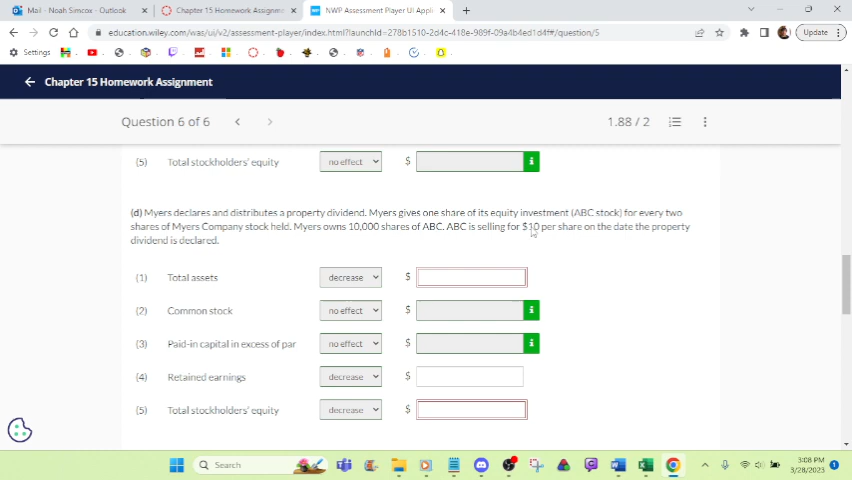 Mail - Noah Simcox - Outlook
Chapter 15 Homework Assignm
NWP Assessment Player UI Appli
education.wiley.com/was/ui/v2/assessment-player/index.html?launchId=278b1510-2d4c-418e-989f-09a4b4ed1d4f#/question/5
Update
Settings
Chapter 15 Homework Assignment
Question 6 of 6
1.88 / 2
(5) Total stockholders' equity no effect $
(d) Myers declares and distributes a property dividend. Myers gives one share of its equity investment (ABC stock) for every two
shares of Myers Company stock held. Myers owns 10,000 shares of ABC. ABC is selling for $10 per share on the date the property
dividend is declared.
(1) Total assets decrease $
(2) Common stock no effect $
(3) Paid-in capital in excess of par no effect $
(4) Retained earnings decrease $
(5) Total stockholders' equity decrease $
Search
3:08 PM
3/28/2023